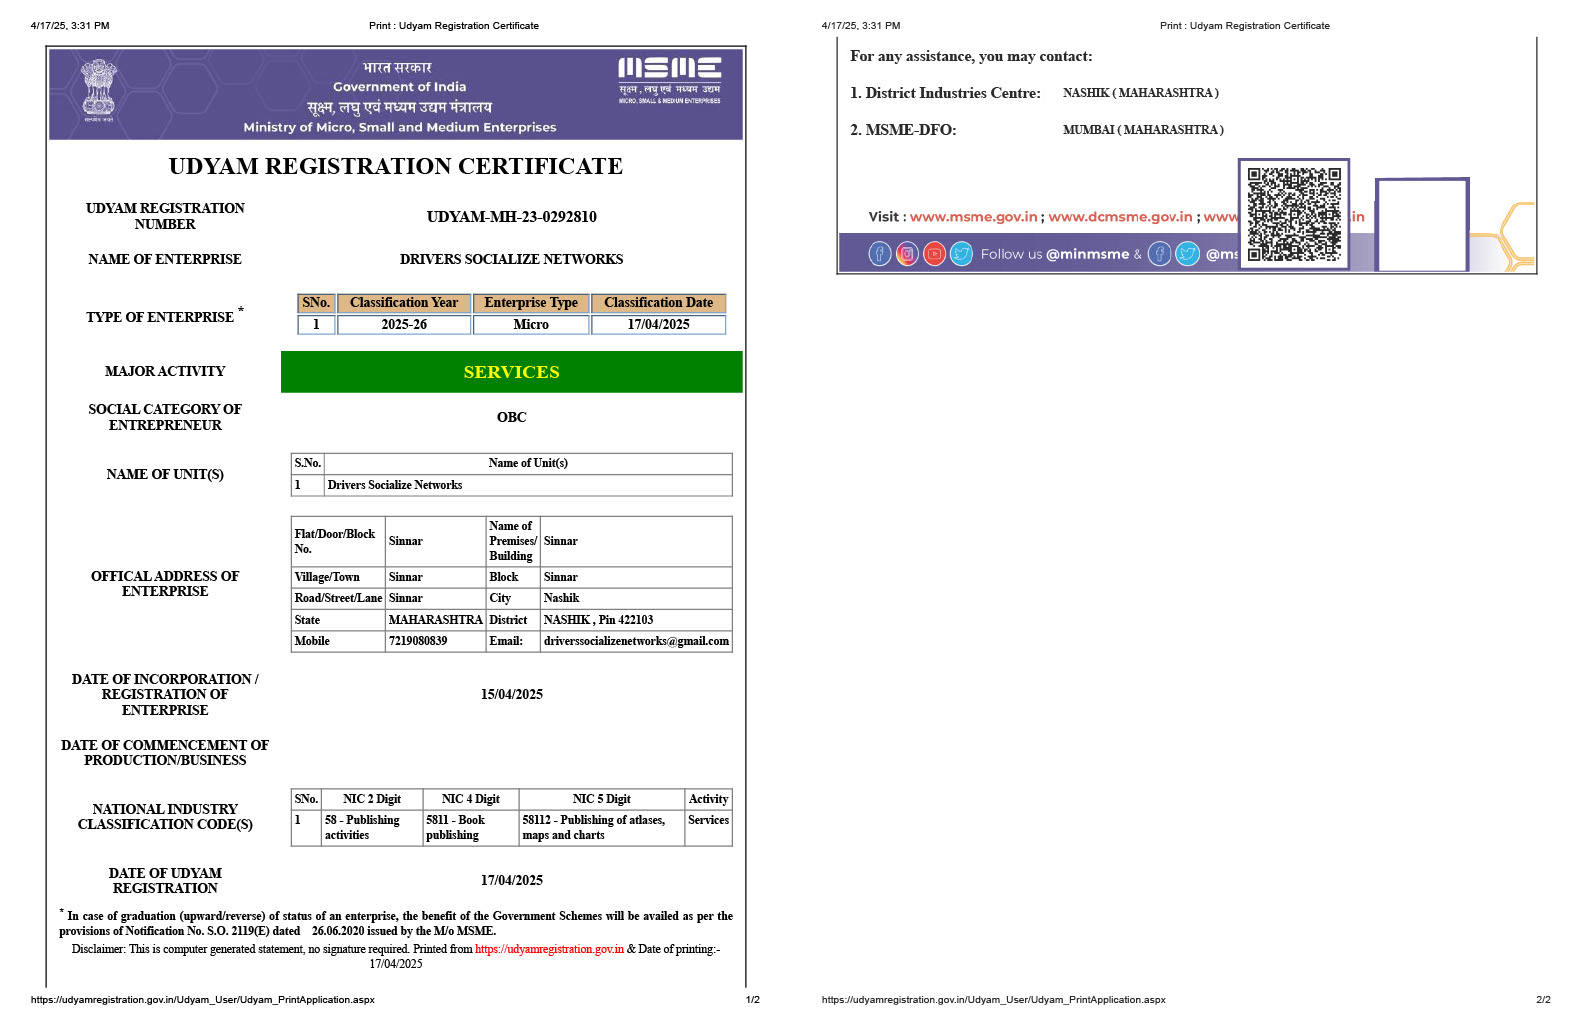 4/17/25, 3:31 PM
Print : Udyam Registration Certificate
भारत सरकार
Government of India
सूक्ष्म, लघु एवं मध्यम उद्यम मंत्रालय
Ministry of Micro, Small and Medium Enterprises
सत्यमेव जयते
MSME
सूक्ष्म, लघु एवं मध्यम उद्यम
MICRO, SMALL & MEDIUM ENTERPRISES
UDYAM REGISTRATION CERTIFICATE
UDYAM REGISTRATION
NUMBER
UDYAM-MH-23-0292810
NAME OF ENTERPRISE
DRIVERS SOCIALIZE NETWORKS
TYPE OF ENTERPRISE *
SNo. Classification Year Enterprise Type Classification Date
1 2025-26 Micro 17/04/2025
MAJOR ACTIVITY
SERVICES
SOCIAL CATEGORY OF
ENTREPRENEUR
OBC
NAME OF UNIT(S)
S.No. Name of Unit(s)
1 Drivers Socialize Networks
OFFICAL ADDRESS OF
ENTERPRISE
Flat/Door/Block
No.
Sinnar
Name of
Premises/
Building
Sinnar
Village/Town Sinnar Block Sinnar
Road/Street/Lane Sinnar City Nashik
State MAHARASHTRA District NASHIK , Pin 422103
Mobile 7219080839 Email: driverssocializenetworks@gmail.com
DATE OF INCORPORATION /
REGISTRATION OF
ENTERPRISE
15/04/2025
DATE OF COMMENCEMENT OF
PRODUCTION/BUSINESS
NATIONAL INDUSTRY
CLASSIFICATION CODE(S)
SNo. NIC 2 Digit NIC 4 Digit NIC 5 Digit Activity
1 58 - Publishing 5811 - Book 58112 - Publishing of atlases, Services
activities publishing maps and charts
DATE OF UDYAM
REGISTRATION
17/04/2025
* In case of graduation (upward/reverse) of status of an enterprise, the benefit of the Government Schemes will be availed as per the
provisions of Notification No. S.O. 2119(E) dated 26.06.2020 issued by the M/o MSME.
Disclaimer: This is computer generated statement, no signature required. Printed from https://udyamregistration.gov.in & Date of printing:-
17/04/2025
https://udyamregistration.gov.in/Udyam_User/Udyam_PrintApplication.aspx
1/2
4/17/25, 3:31 PM
Print : Udyam Registration Certificate
For any assistance, you may contact:
1. District Industries Centre: NASHIK ( MAHARASHTRA )
2. MSME-DFO: MUMBAI ( MAHARASHTRA )
Visit : www.msme.gov.in ; www.dcmsme.gov.in ; www in
Follow us @minmsme & @ms
https://udyamregistration.gov.in/Udyam_User/Udyam_PrintApplication.aspx
2/2